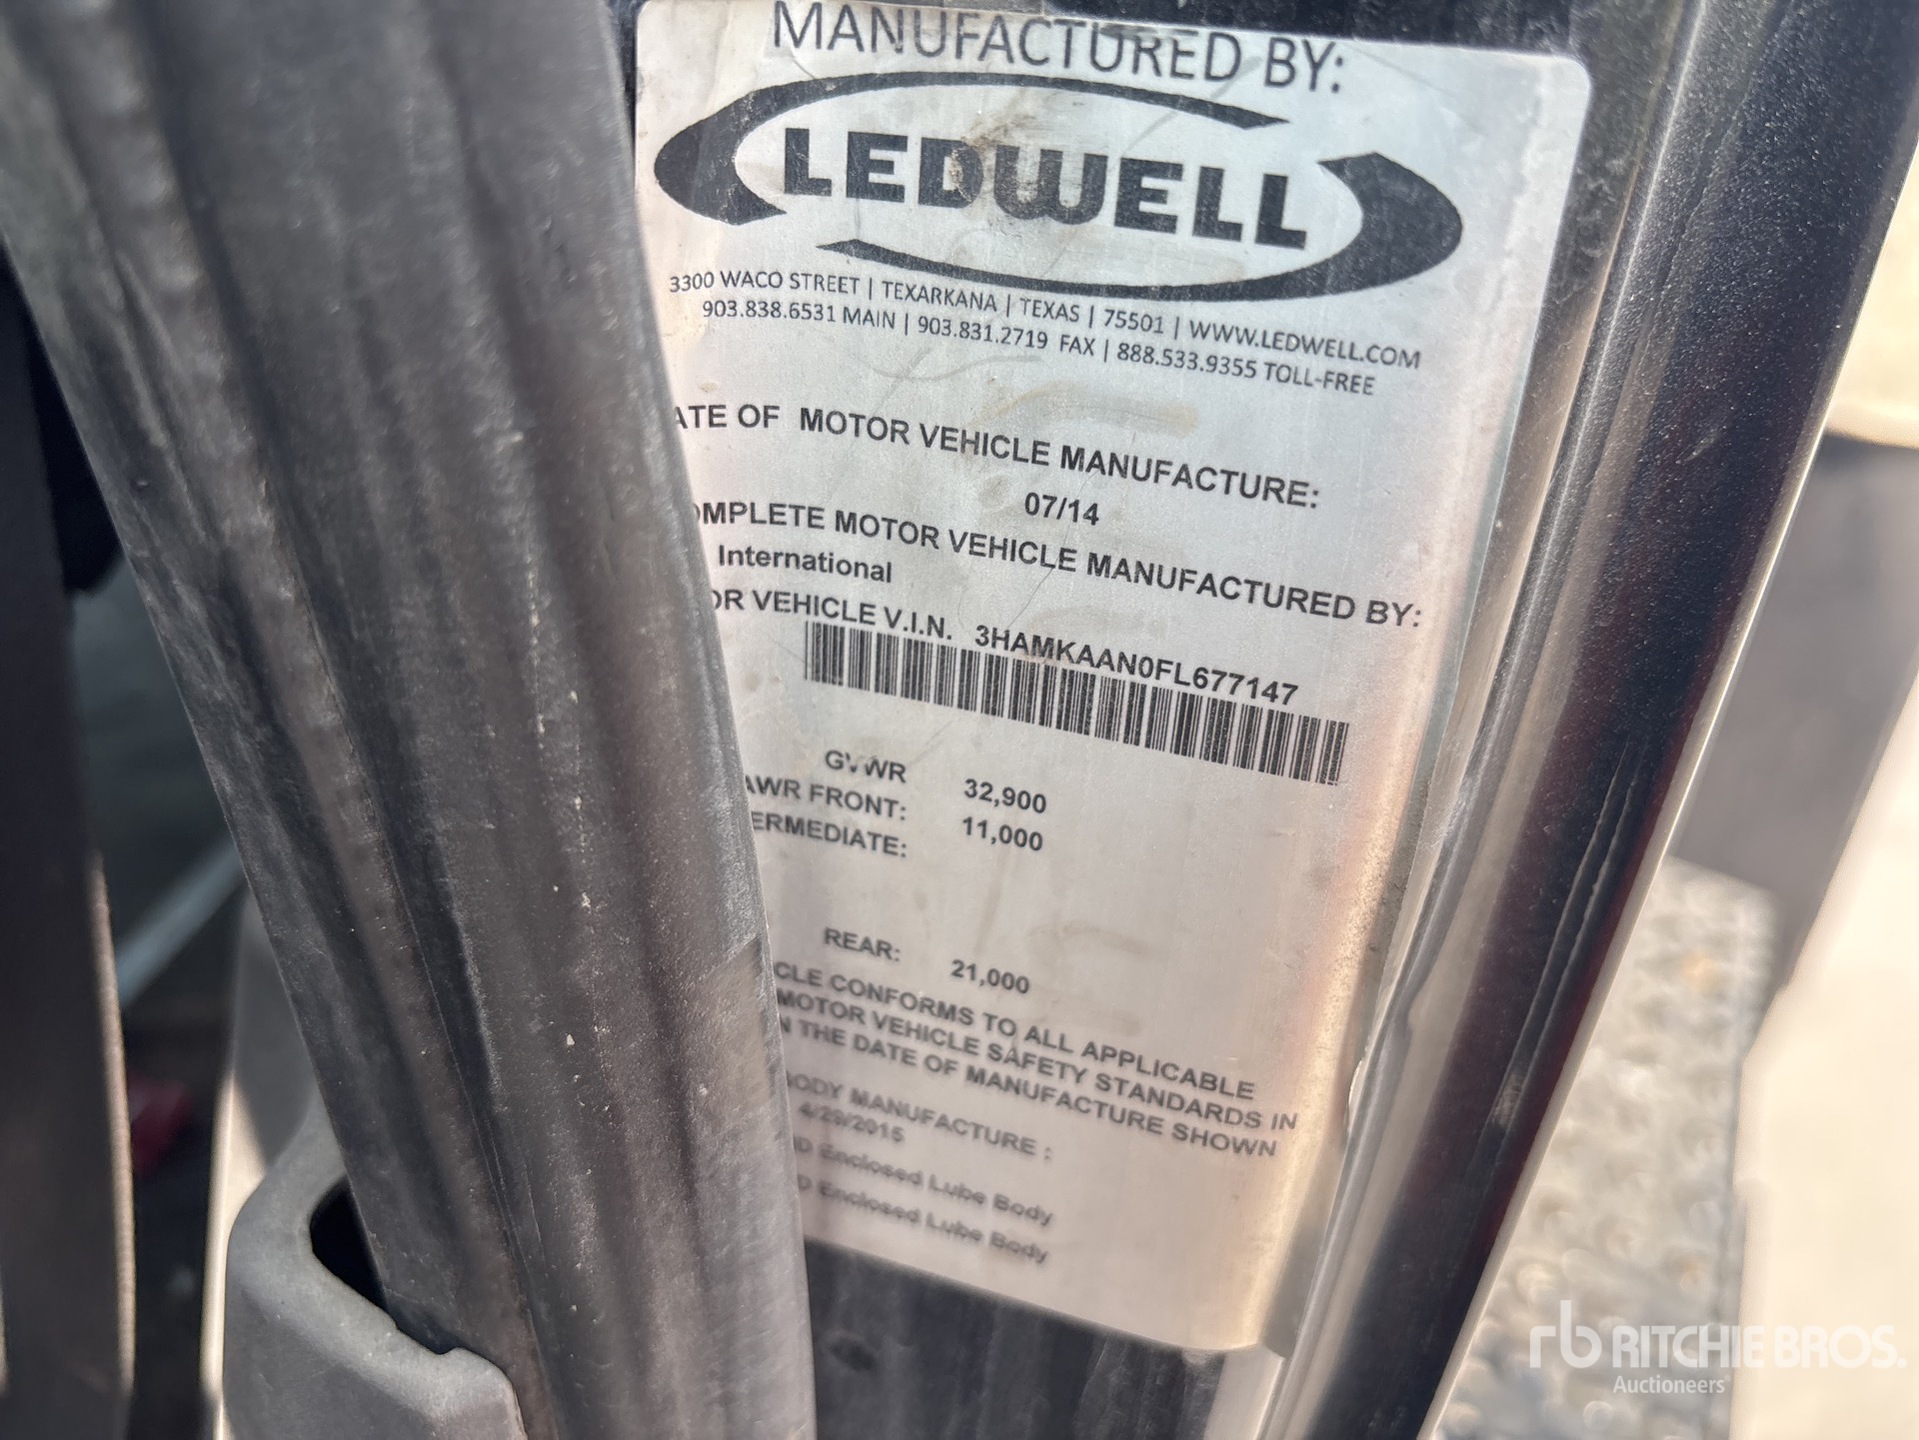 MANUFACTURED BY:
LEDWELL
3300 WACO STREET | TEXARKANA | TEXAS | 75501 | WWW.LEDWELL.COM
903.838.6531 MAIN | 903.831.2719 FAX | 888.533.9355 TOLL-FREE
ATE OF MOTOR VEHICLE MANUFACTURE:
07/14
OMPLETE MOTOR VEHICLE MANUFACTURED BY:
International
OR VEHICLE V.I.N. 3HAMKAAN0FL677147
GVWR 32,900
AWR FRONT: 11,000
ERMEDIATE:
REAR: 21,000
CLE CONFORMS TO ALL APPLICABLE
MOTOR VEHICLE SAFETY STANDARDS IN
N THE DATE OF MANUFACTURE SHOWN
BODY MANUFACTURE :
4/29/2015
D Enclosed Lube Body
D Enclosed Lube Body
rb RITCHIE BROS.
Auctioneers